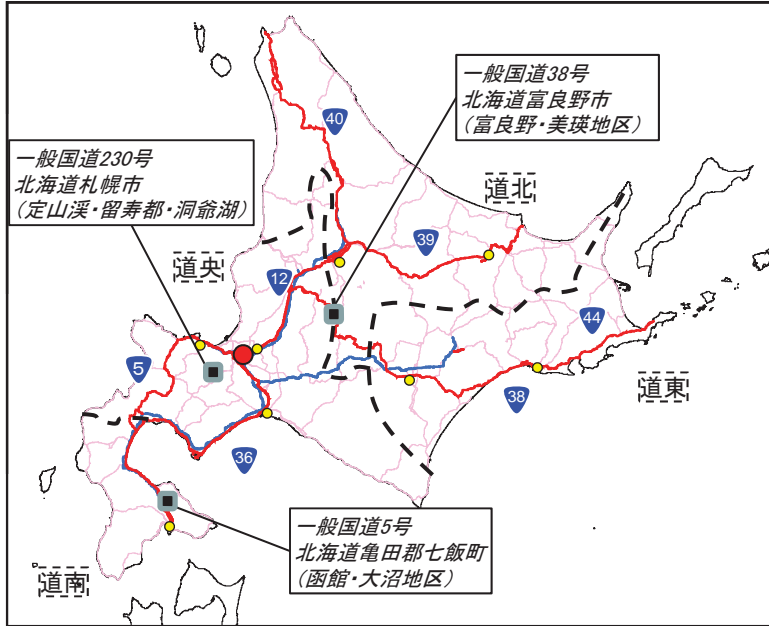 一般国道38号
北海道富良野市
(富良野・美瑛地区)
40
一般国道230号
北海道札幌市
(定山渓・留寿都・洞爺湖)
道北
39
道央
12
44
5
道東
38
36
一般国道5号
北海道亀田郡七飯町
(函館・大沼地区)
道南